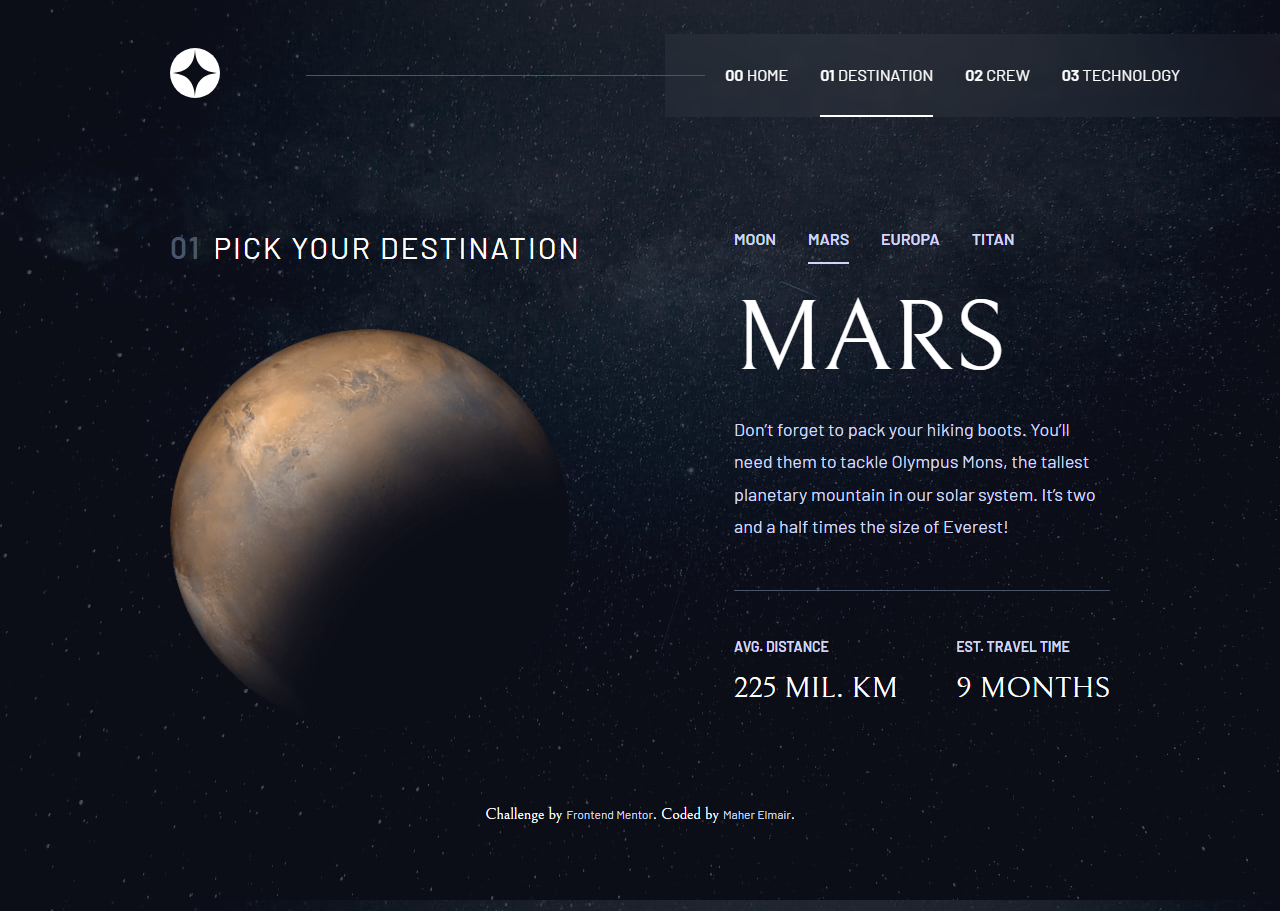 00 HOME 01 DESTINATION 02 CREW 03 TECHNOLOGY
01 PICK YOUR DESTINATION
MOON MARS EUROPA TITAN
MARS
Don’t forget to pack your hiking boots. You’ll
need them to tackle Olympus Mons, the tallest
planetary mountain in our solar system. It’s two
and a half times the size of Everest!
AVG. DISTANCE
225 MIL. KM
EST. TRAVEL TIME
9 MONTHS
Challenge by Frontend Mentor. Coded by Maher Elmair.